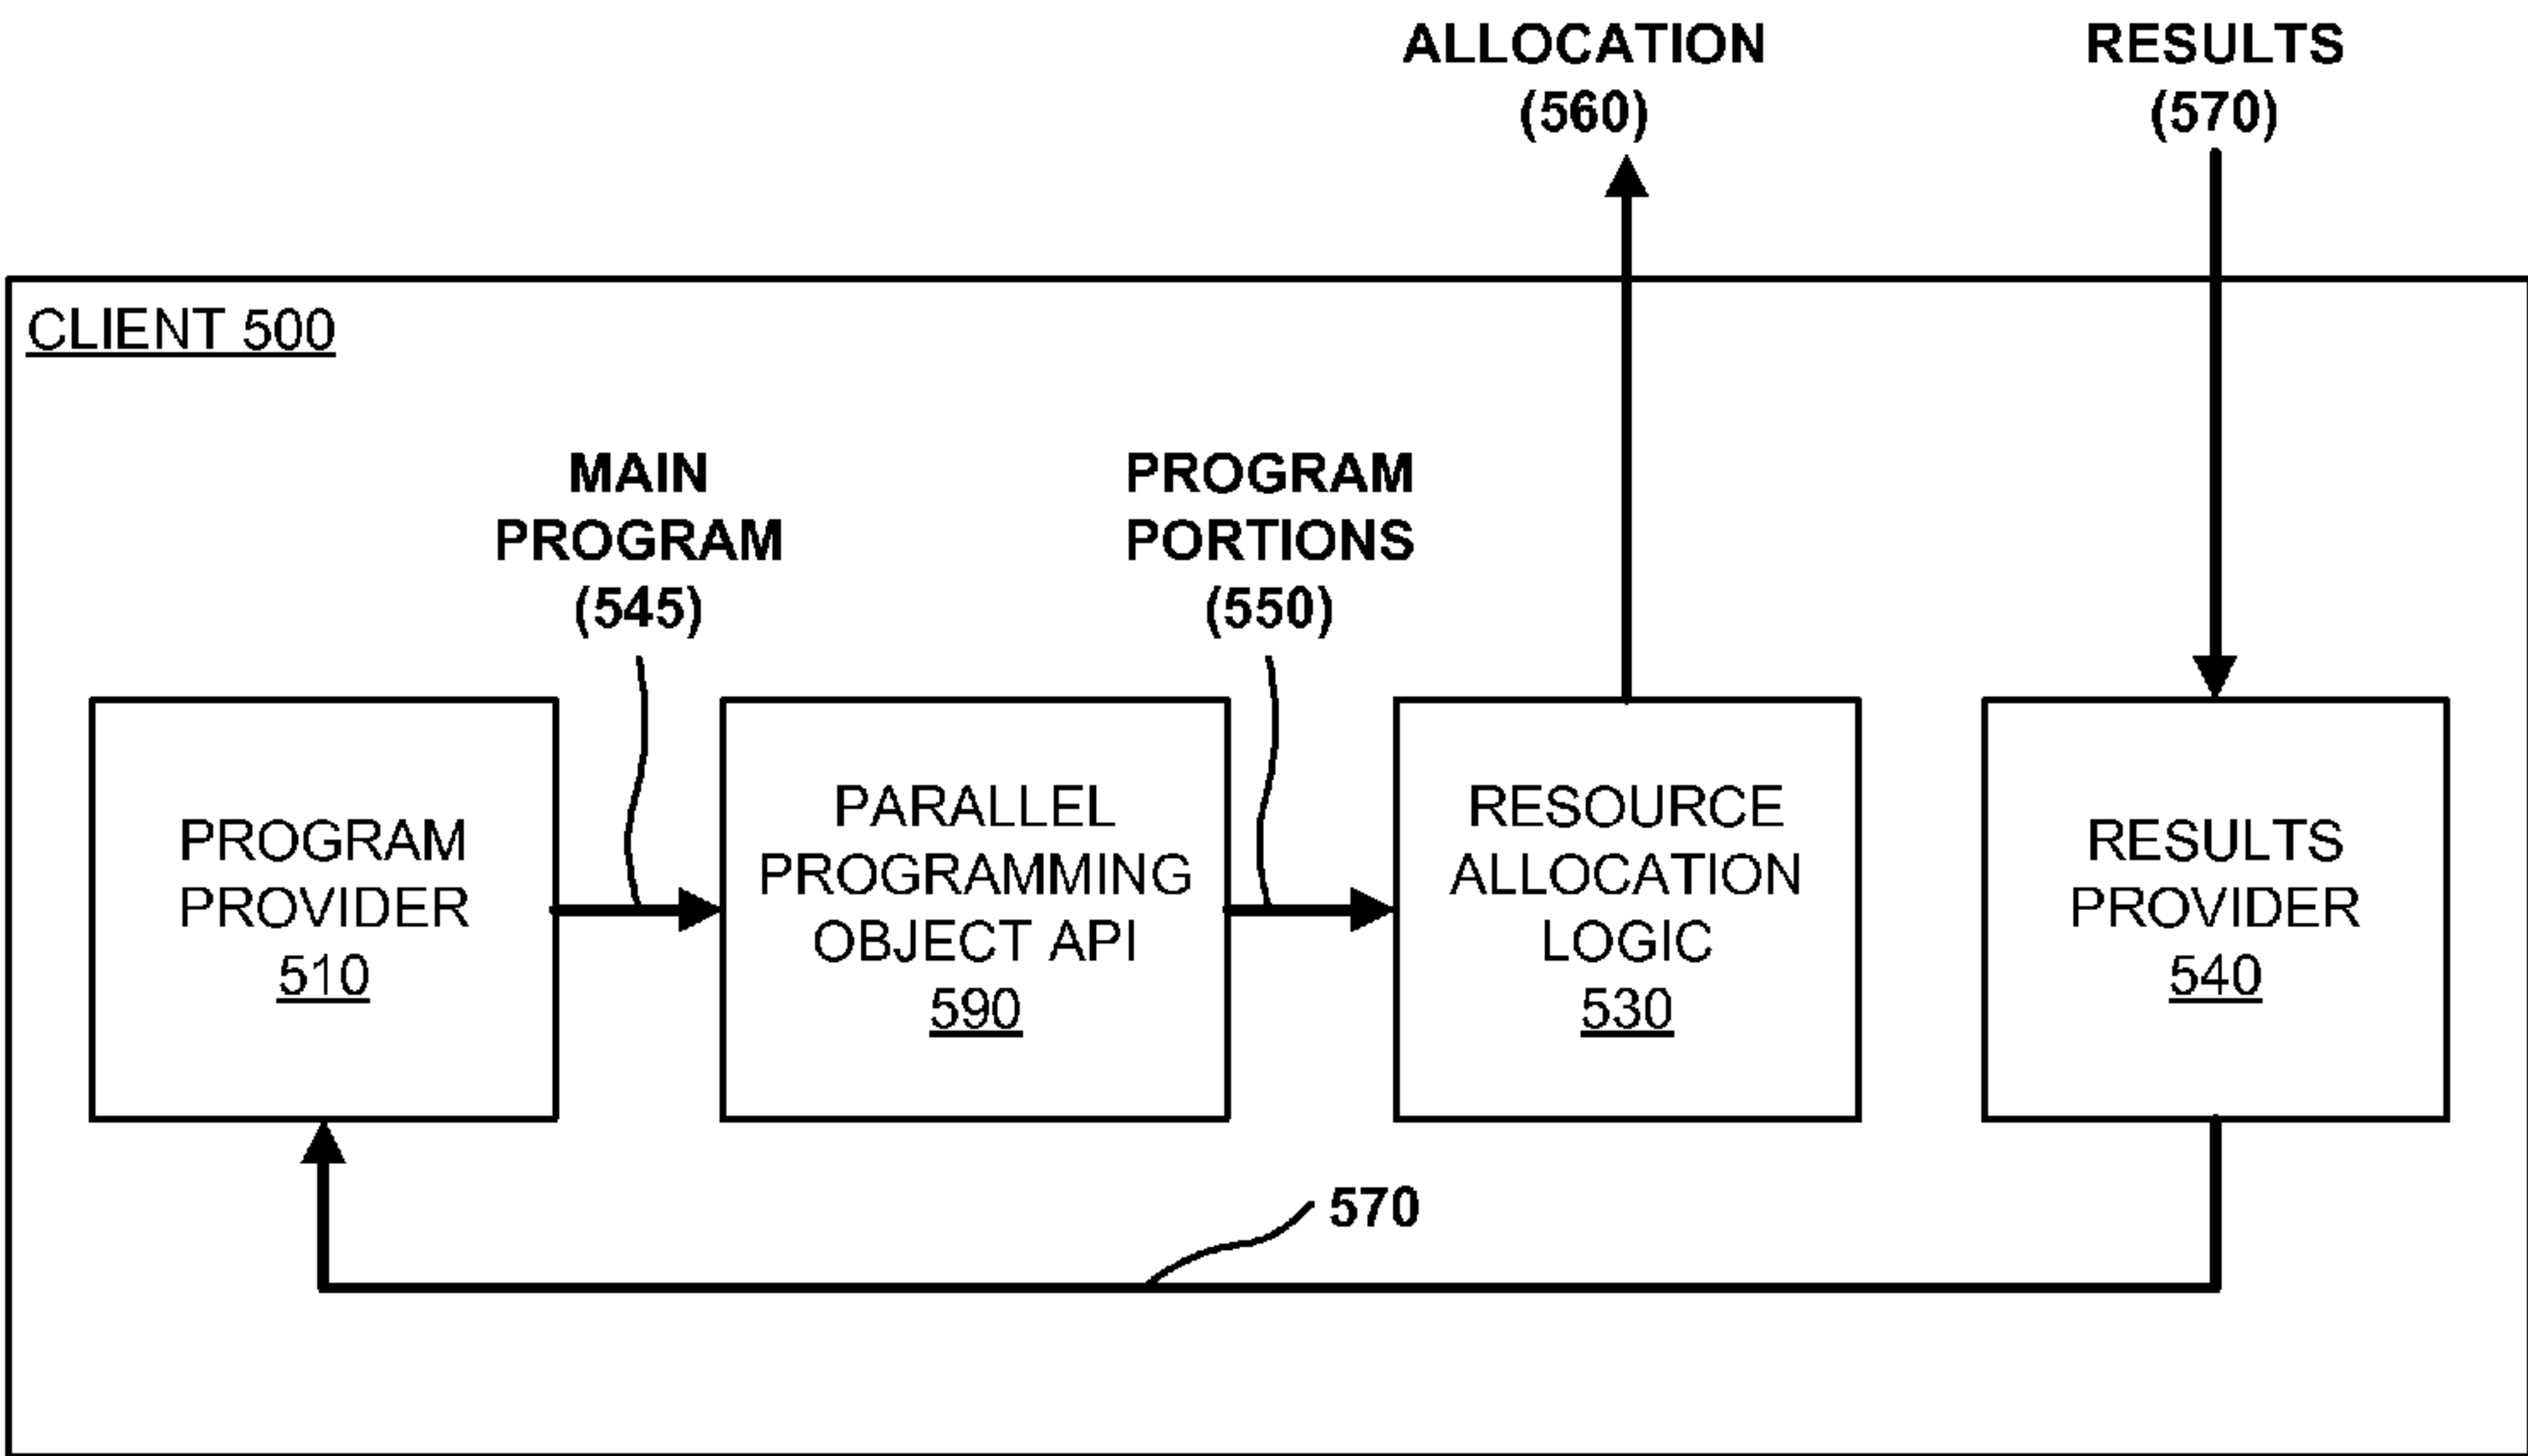 ALLOCATION
(560)
RESULTS
(570)
CLIENT 500
MAIN
PROGRAM
(545)
PROGRAM
PORTIONS
(550)
PROGRAM
PROVIDER
510
PARALLEL
PROGRAMMING
OBJECT API
590
RESOURCE
ALLOCATION
LOGIC
530
RESULTS
PROVIDER
540
570